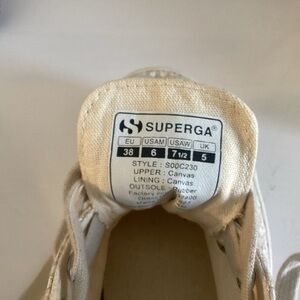 SUPERGA®
EU USAM USAW UK
38 6 7 1/2 5
STYLE : S00C230
UPPER : Canvas
LINING : Canvas
OUTSOLE : Rubber
Factory